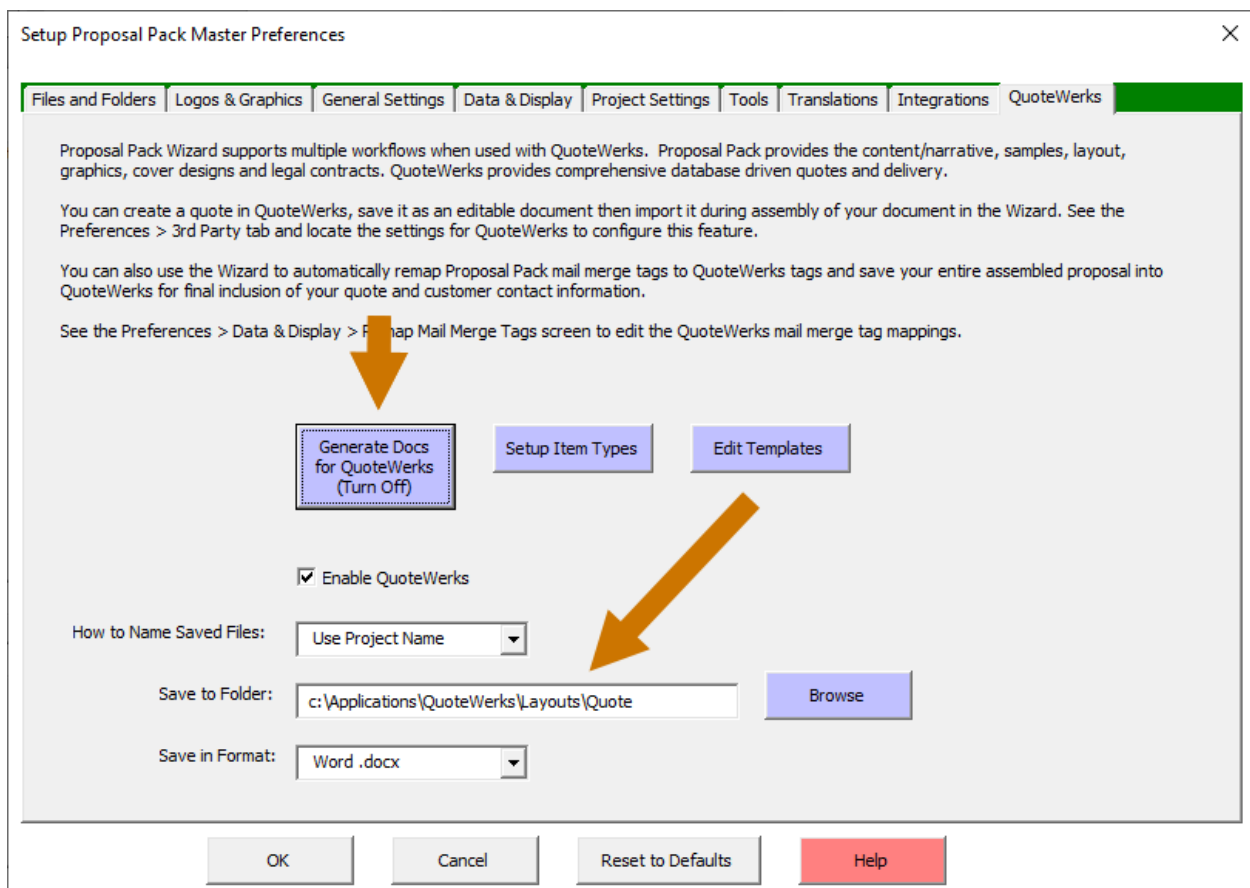 Setup Proposal Pack Master Preferences
Files and Folders
Logos & Graphics
General Settings
Data & Display
Project Settings
Tools
Translations
Integrations
QuoteWerks
Proposal Pack Wizard supports multiple workflows when used with QuoteWerks. Proposal Pack provides the content/narrative, samples, layout,
graphics, cover designs and legal contracts. QuoteWerks provides comprehensive database driven quotes and delivery.
You can create a quote in QuoteWerks, save it as an editable document then import it during assembly of your document in the Wizard. See the
Preferences > 3rd Party tab and locate the settings for QuoteWerks to configure this feature.
You can also use the Wizard to automatically remap Proposal Pack mail merge tags to QuoteWerks tags and save your entire assembled proposal into
QuoteWerks for final inclusion of your quote and customer contact information.
See the Preferences > Data & Display > Mail Merge Tags screen to edit the QuoteWerks mail merge tag mappings.
Generate Docs
for QuoteWerks
(Turn Off)
Setup Item Types
Edit Templates
Enable QuoteWerks
How to Name Saved Files:
Use Project Name
Save to Folder:
c:\Applications\QuoteWerks\Layouts\Quote
Browse
Save in Format:
Word .docx
OK
Cancel
Reset to Defaults
Help